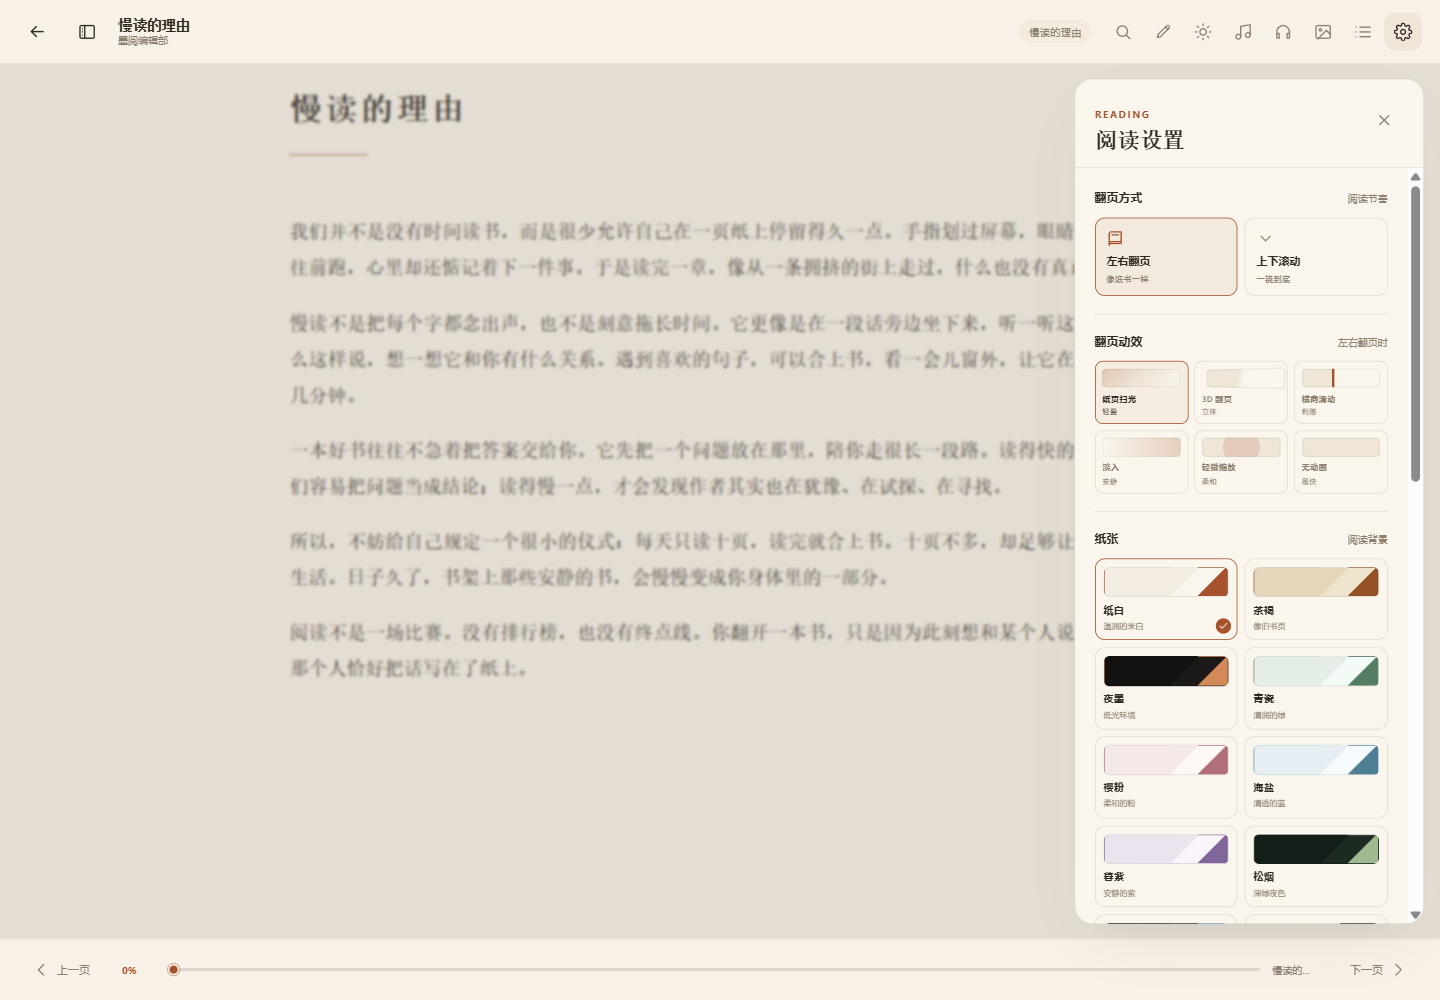 慢读的理由
墨阅编辑部
慢读的理由
慢读的理由
我们并不是没有时间读书，而是很少允许自己在一页纸上停留得久一点。手指划过屏幕，眼睛
往前跑，心里却还惦记着下一件事。于是读完一章，像从一条拥挤的街上走过，什么也没有真
慢读不是把每个字都念出声，也不是刻意拖长时间。它更像是在一段话旁边坐下来，听一听这
么这样说，想一想它和你有什么关系。遇到喜欢的句子，可以合上书，看一会儿窗外，让它在
几分钟。
一本好书往往不急着把答案交给你。它先把一个问题放在那里，陪你走很长一段路。读得快的
们容易把问题当成结论；读得慢一点，才会发现作者其实也在犹豫、在试探、在寻找。
所以，不妨给自己规定一个很小的仪式：每天只读十页，读完就合上书。十页不多，却足够让
生活。日子久了，书架上那些安静的书，会慢慢变成你身体里的一部分。
阅读不是一场比赛。没有排行榜，也没有终点线。你翻开一本书，只是因为此刻想和某个人说
那个人恰好把话写在了纸上。
READING
阅读设置
翻页方式
阅读节奏
左右翻页
像纸书一样
上下滚动
一镜到底
翻页动效
左右翻页时
纸页扫光
轻盈
3D 翻页
立体
横向滑动
利落
淡入
安静
轻微缩放
柔和
无动画
最快
纸张
阅读背景
纸白
温润的米白
茶褐
像旧书页
夜墨
低光环境
青瓷
清润的绿
樱粉
柔和的粉
海盐
清透的蓝
暮紫
安静的紫
松烟
深绿夜色
上一页
0%
慢读的...
下一页